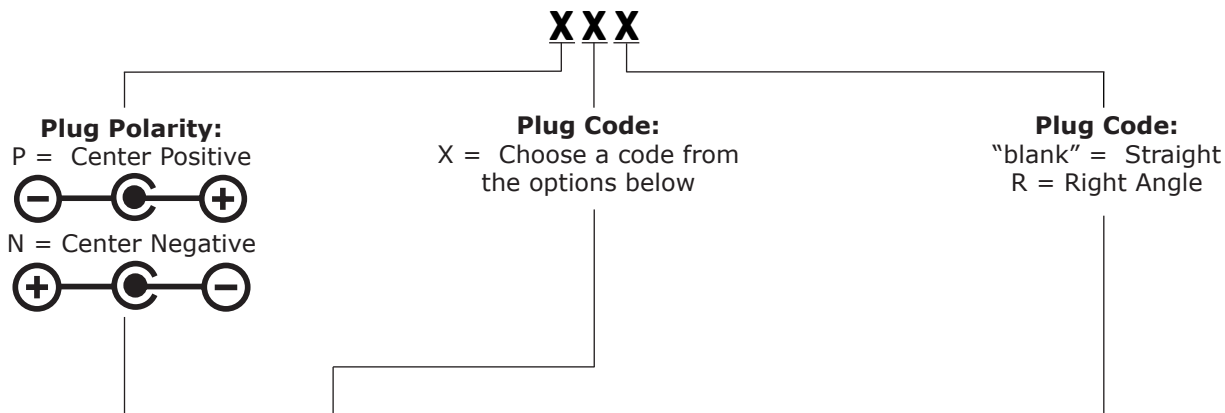 X X X
Plug Polarity:
P = Center Positive
− +
N = Center Negative
+ −
Plug Code:
X = Choose a code from
the options below
Plug Code:
“blank” = Straight
R = Right Angle